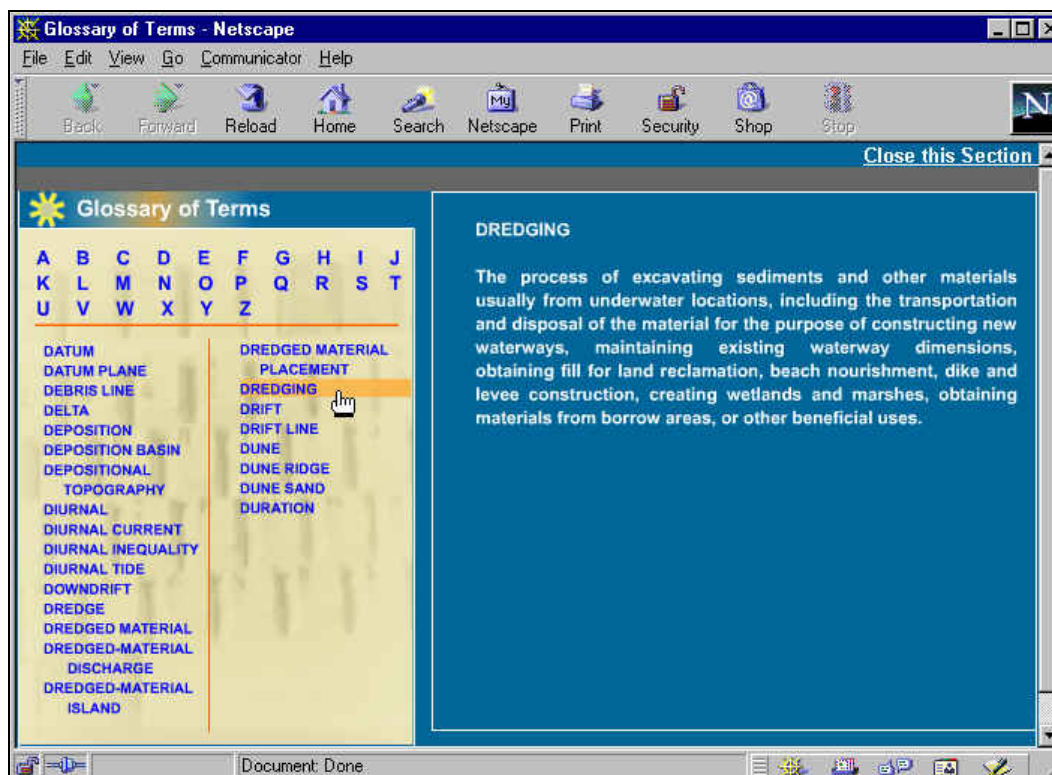 Glossary of Terms - Netscape
File Edit View Go Communicator Help
Back Forward Reload Home Search Netscape Print Security Shop Stop
My
N
Close this Section
Glossary of Terms
A B C D E F G H I J
K L M N O P Q R S T
U V W X Y Z
DATUM
DATUM PLANE
DEBRIS LINE
DELTA
DEPOSITION
DEPOSITION BASIN
DEPOSITIONAL
TOPOGRAPHY
DIURNAL
DIURNAL CURRENT
DIURNAL INEQUALITY
DIURNAL TIDE
DOWNDRIFT
DREDGE
DREDGED MATERIAL
DREDGED-MATERIAL
DISCHARGE
DREDGED-MATERIAL
ISLAND
DREDGED MATERIAL
PLACEMENT
DREDGING
DRIFT
DRIFT LINE
DUNE
DUNE RIDGE
DUNE SAND
DURATION
DREDGING
The process of excavating sediments and other materials
usually from underwater locations, including the transportation
and disposal of the material for the purpose of constructing new
waterways, maintaining existing waterway dimensions,
obtaining fill for land reclamation, beach nourishment, dike and
levee construction, creating wetlands and marshes, obtaining
materials from borrow areas, or other beneficial uses.
Document: Done